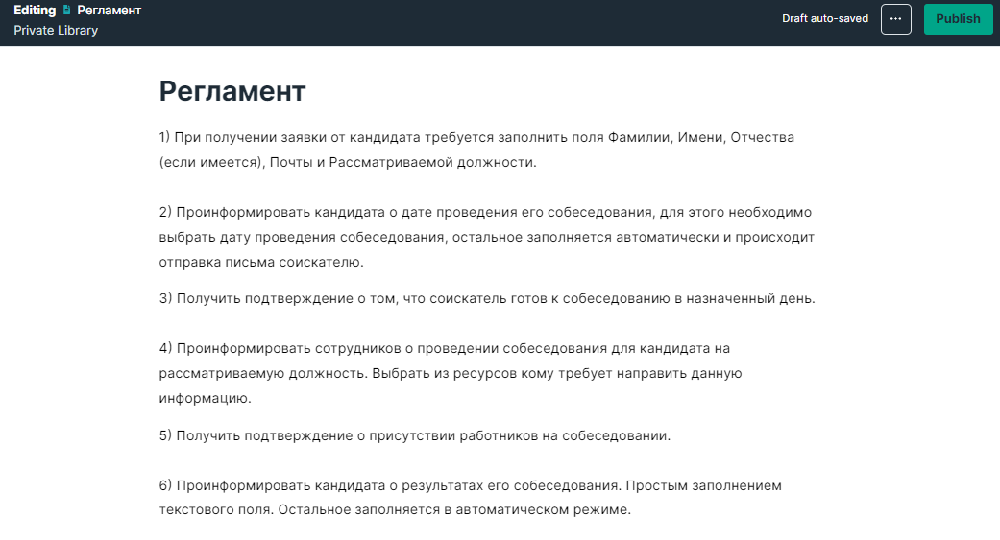 Editing Регламент
Private Library
Draft auto-saved
...
Publish
Регламент
1) При получении заявки от кандидата требуется заполнить поля Фамилии, Имени, Отчества
(если имеется), Почты и Рассматриваемой должности.
2) Проинформировать кандидата о дате проведения его собеседования, для этого необходимо
выбрать дату проведения собеседования, остальное заполняется автоматически и происходит
отправка письма соискателю.
3) Получить подтверждение о том, что соискатель готов к собеседованию в назначенный день.
4) Проинформировать сотрудников о проведении собеседования для кандидата на
рассматриваемую должность. Выбрать из ресурсов кому требует направить данную
информацию.
5) Получить подтверждение о присутствии работников на собеседовании.
6) Проинформировать кандидата о результатах его собеседования. Простым заполнением
текстового поля. Остальное заполняется в автоматическом режиме.